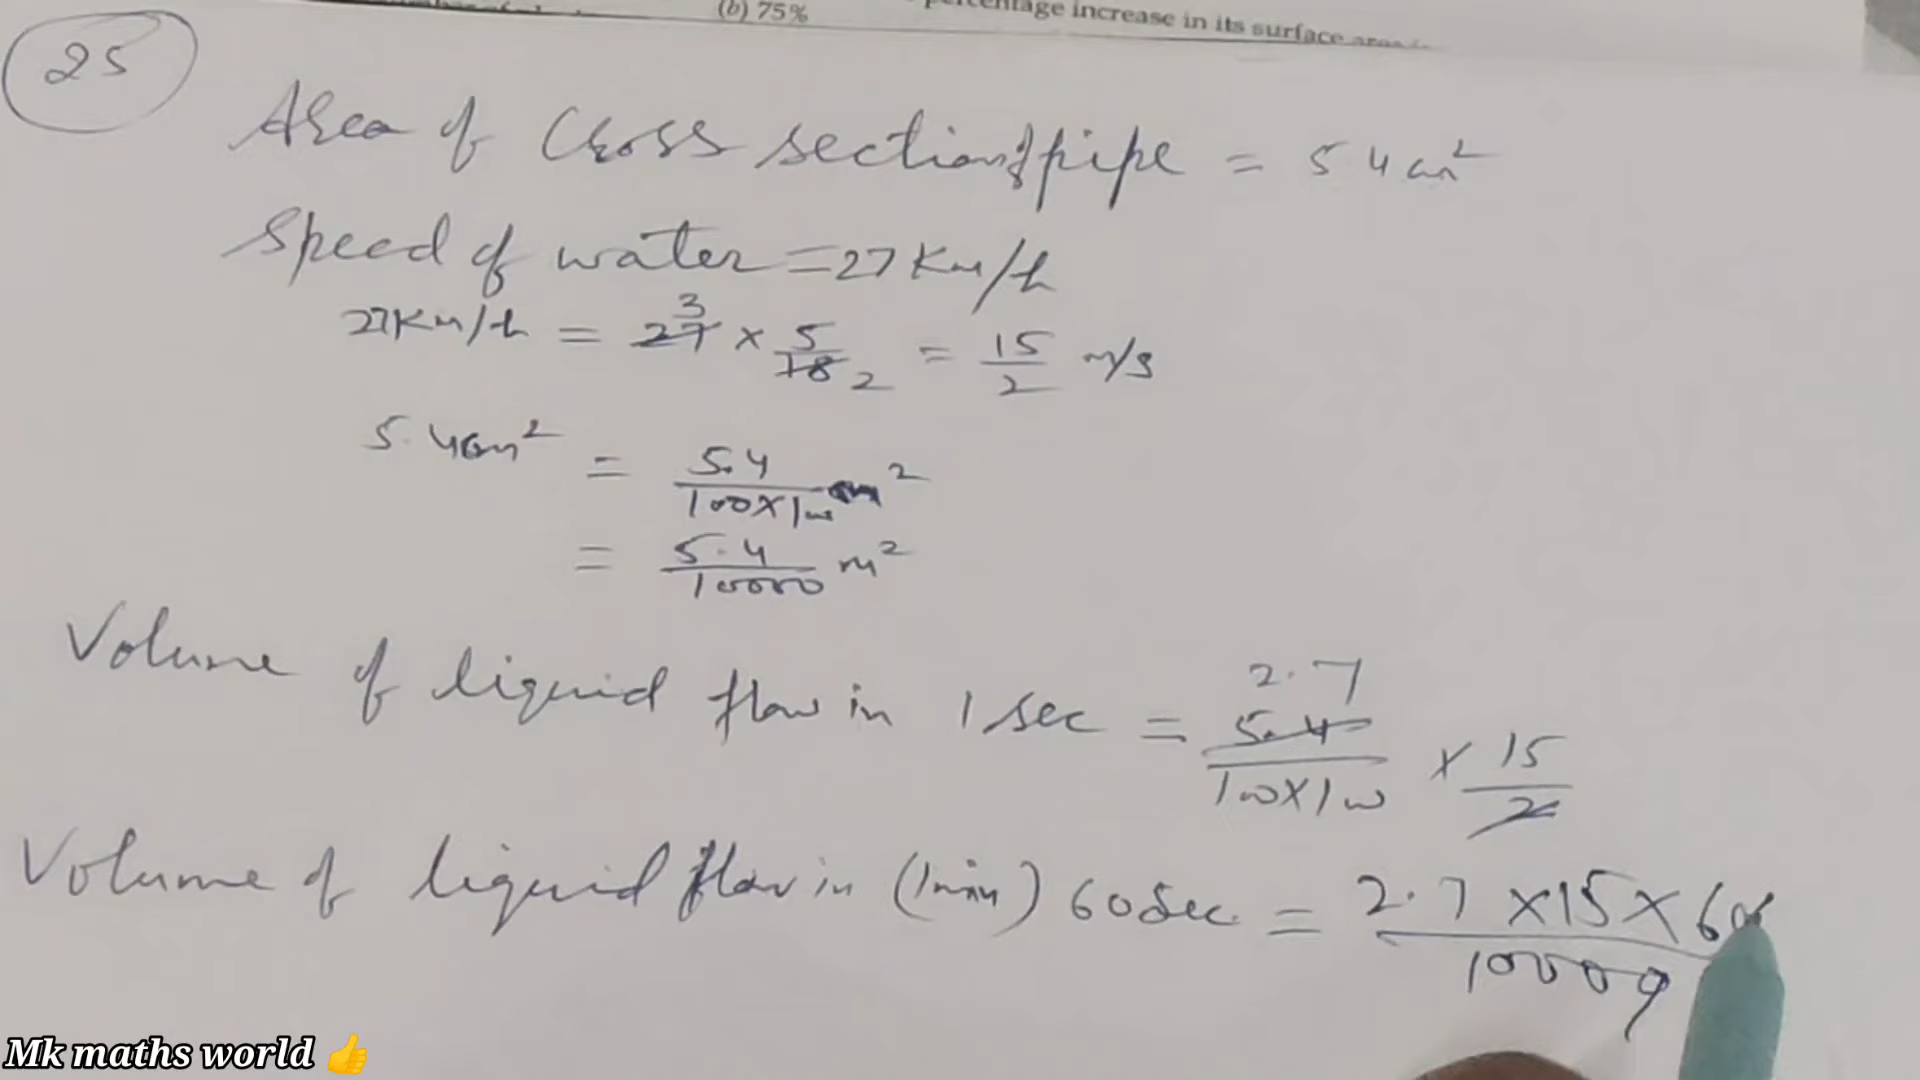 (b) 75%
percentage increase in its surface area is
25
Area of Cross section of pipe = 5.4 cm²
Speed of water = 27 Km/h
27 Km/h = 27 3 × 5/18 2 = 15/2 m/s
5.4 cm² = 5.4/100×100 m²
= 5.4/10000 m²
Volume of liquid flow in 1 sec = 2.7 5.4/100×100 × 15/2
Volume of liquid flow in (1 min) 60 sec = 2.7 × 15 × 60/10000
Mk maths world 👍